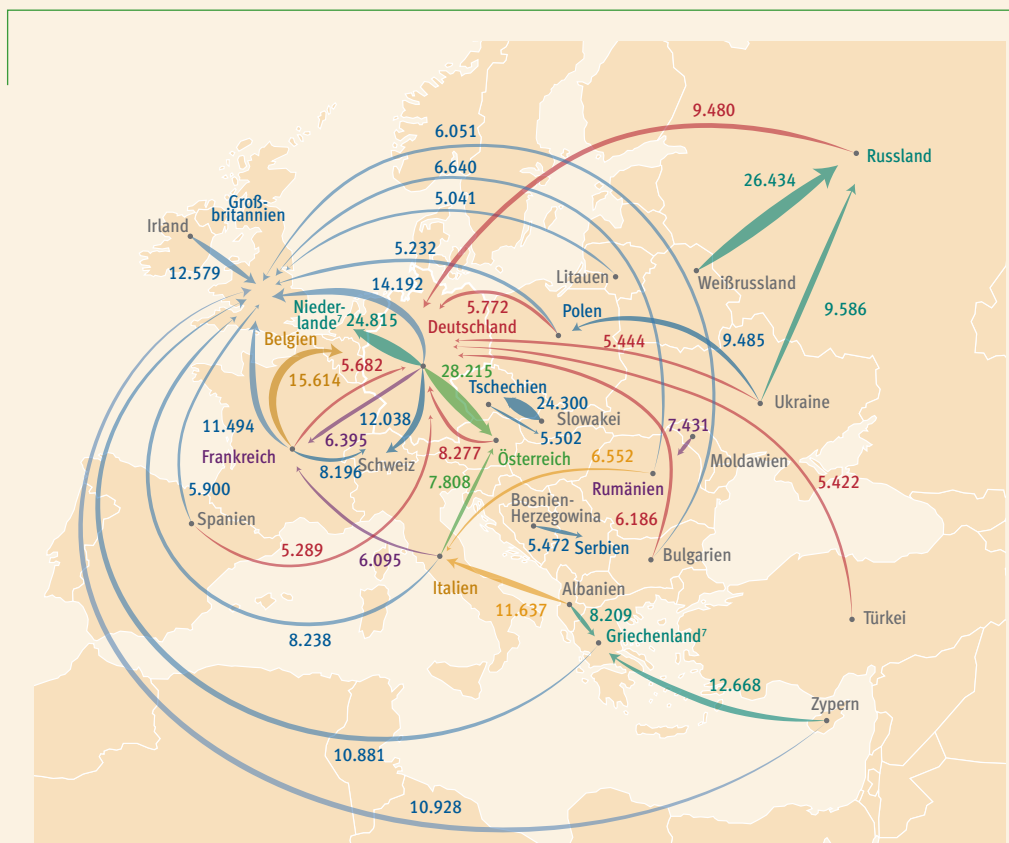 9.480
6.051
Russland
6.640
26.434
5.041
Groß-
britannien
Irland
5.232
12.579
Litauen
Weißrussland
14.192
Nieder-
lande⁷
24.815
5.772
Polen
9.586
Deutschland
Belgien
5.444
9.485
5.682
28.215
15.614
Tschechien
24.300
Ukraine
12.038
Slowakei
11.494
6.395
5.502
7.431
Frankreich
8.196
Schweiz
8.277
Österreich
6.552
Moldawien
5.422
7.808
5.900
Rumänien
Bosnien-
Herzegowina
Spanien
6.186
5.472
Serbien
5.289
6.095
Bulgarien
Italien
Albanien
11.637
8.209
Türkei
8.238
Griechenland⁷
12.668
Zypern
10.881
10.928